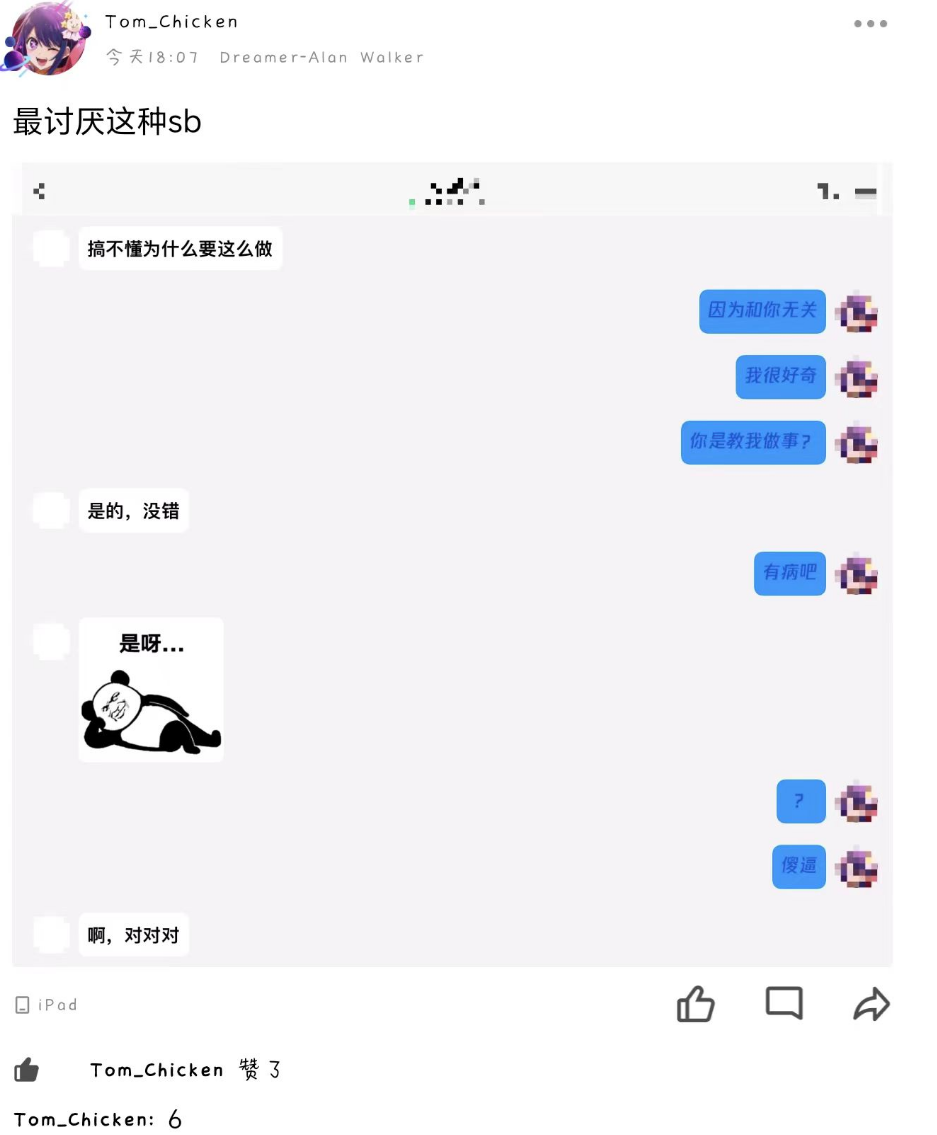 Tom_Chicken
今天18:07 Dreamer-Alan Walker
最讨厌这种sb
搞不懂为什么要这么做
因为和你无关
我很好奇
你是教我做事?
是的，没错
有病吧
是呀...
?
傻逼
啊，对对对
iPad
Tom_Chicken 赞了
Tom_Chicken: 6